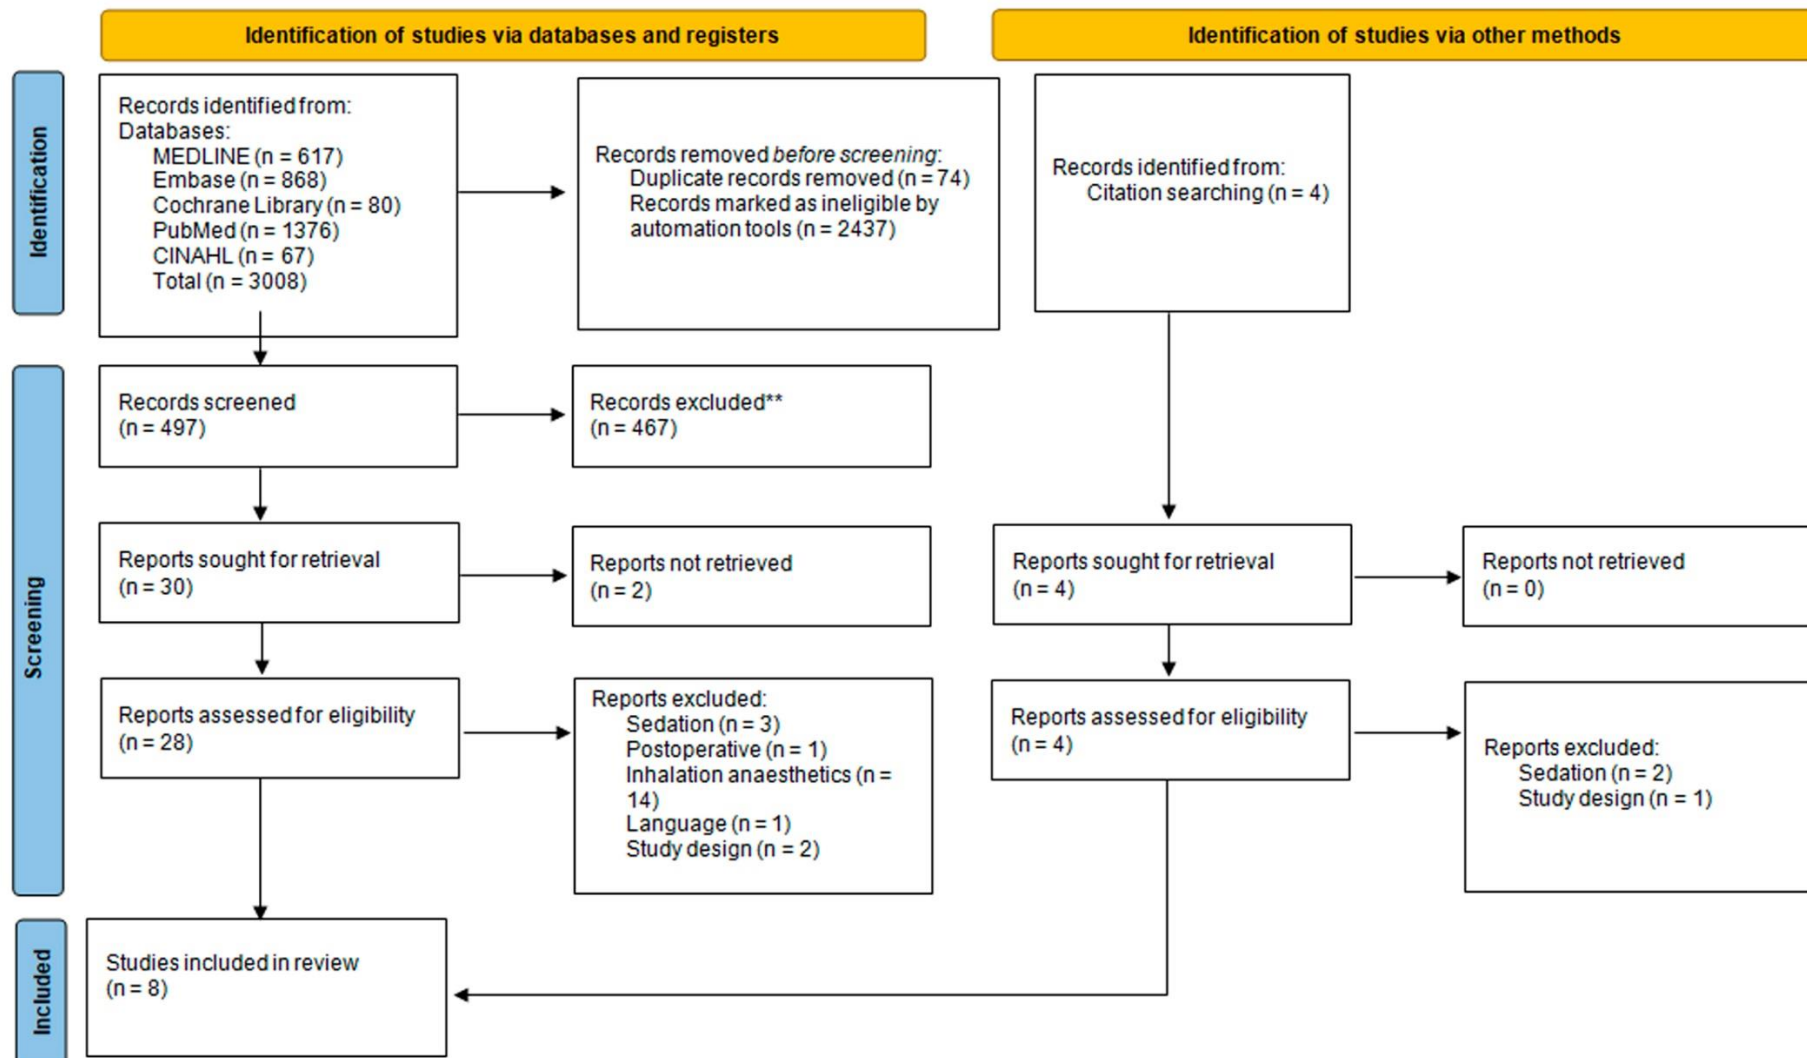 Identification of studies via databases and registers
Identification of studies via other methods
Identification
Records identified from:
Databases:
MEDLINE (n = 617)
Embase (n = 868)
Cochrane Library (n = 80)
PubMed (n = 1376)
CINAHL (n = 67)
Total (n = 3008)
Records removed before screening:
Duplicate records removed (n = 74)
Records marked as ineligible by
automation tools (n = 2437)
Records identified from:
Citation searching (n = 4)
Screening
Records screened
(n = 497)
Records excluded**
(n = 467)
Reports sought for retrieval
(n = 30)
Reports not retrieved
(n = 2)
Reports sought for retrieval
(n = 4)
Reports not retrieved
(n = 0)
Reports assessed for eligibility
(n = 28)
Reports excluded:
Sedation (n = 3)
Postoperative (n = 1)
Inhalation anaesthetics (n =
14)
Language (n = 1)
Study design (n = 2)
Reports assessed for eligibility
(n = 4)
Reports excluded:
Sedation (n = 2)
Study design (n = 1)
Included
Studies included in review
(n = 8)